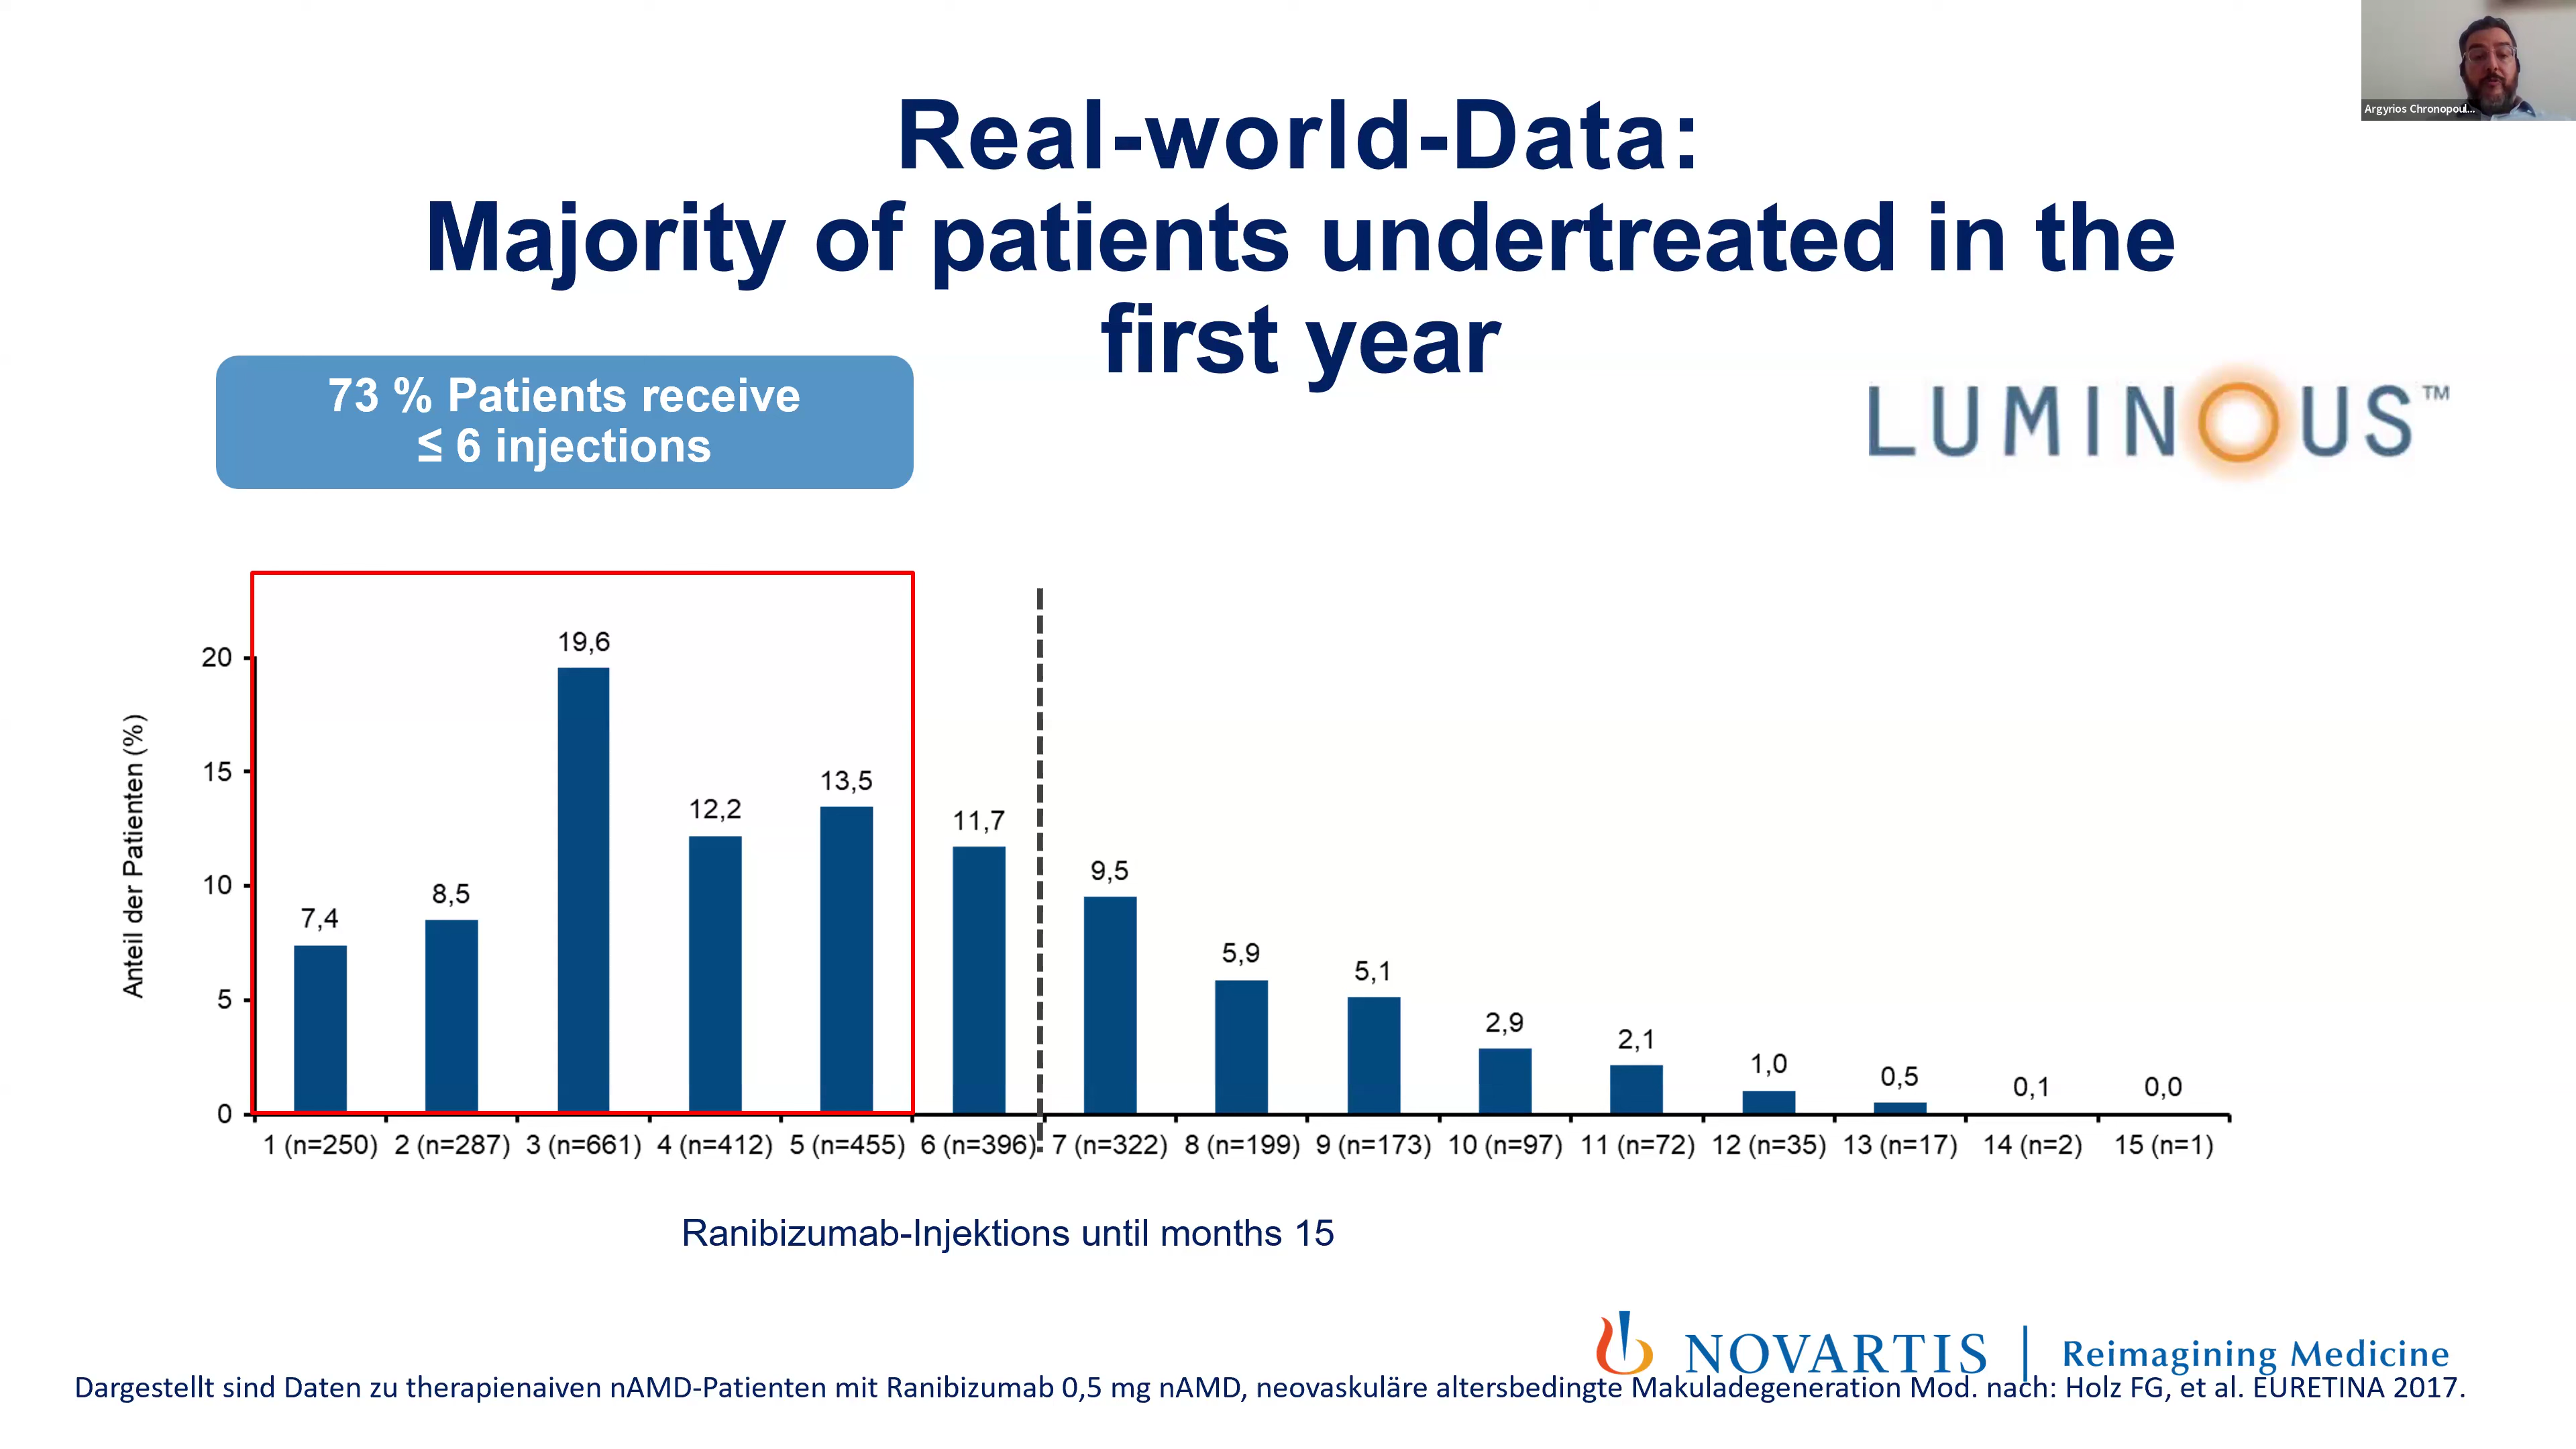 Argyrios Chronopoul...
Real-world-Data:
Majority of patients undertreated in the
first year
73 % Patients receive
≤ 6 injections
LUMINOUS™
Anteil der Patienten (%)
20
15
10
5
0
7,4
8,5
19,6
12,2
13,5
11,7
9,5
5,9
5,1
2,9
2,1
1,0
0,5
0,1
0,0
1 (n=250) 2 (n=287) 3 (n=661) 4 (n=412) 5 (n=455) 6 (n=396) 7 (n=322) 8 (n=199) 9 (n=173) 10 (n=97) 11 (n=72) 12 (n=35) 13 (n=17) 14 (n=2) 15 (n=1)
Ranibizumab-Injektions until months 15
NOVARTIS | Reimagining Medicine
Dargestellt sind Daten zu therapienaiven nAMD-Patienten mit Ranibizumab 0,5 mg nAMD, neovaskuläre altersbedingte Makuladegeneration Mod. nach: Holz FG, et al. EURETINA 2017.